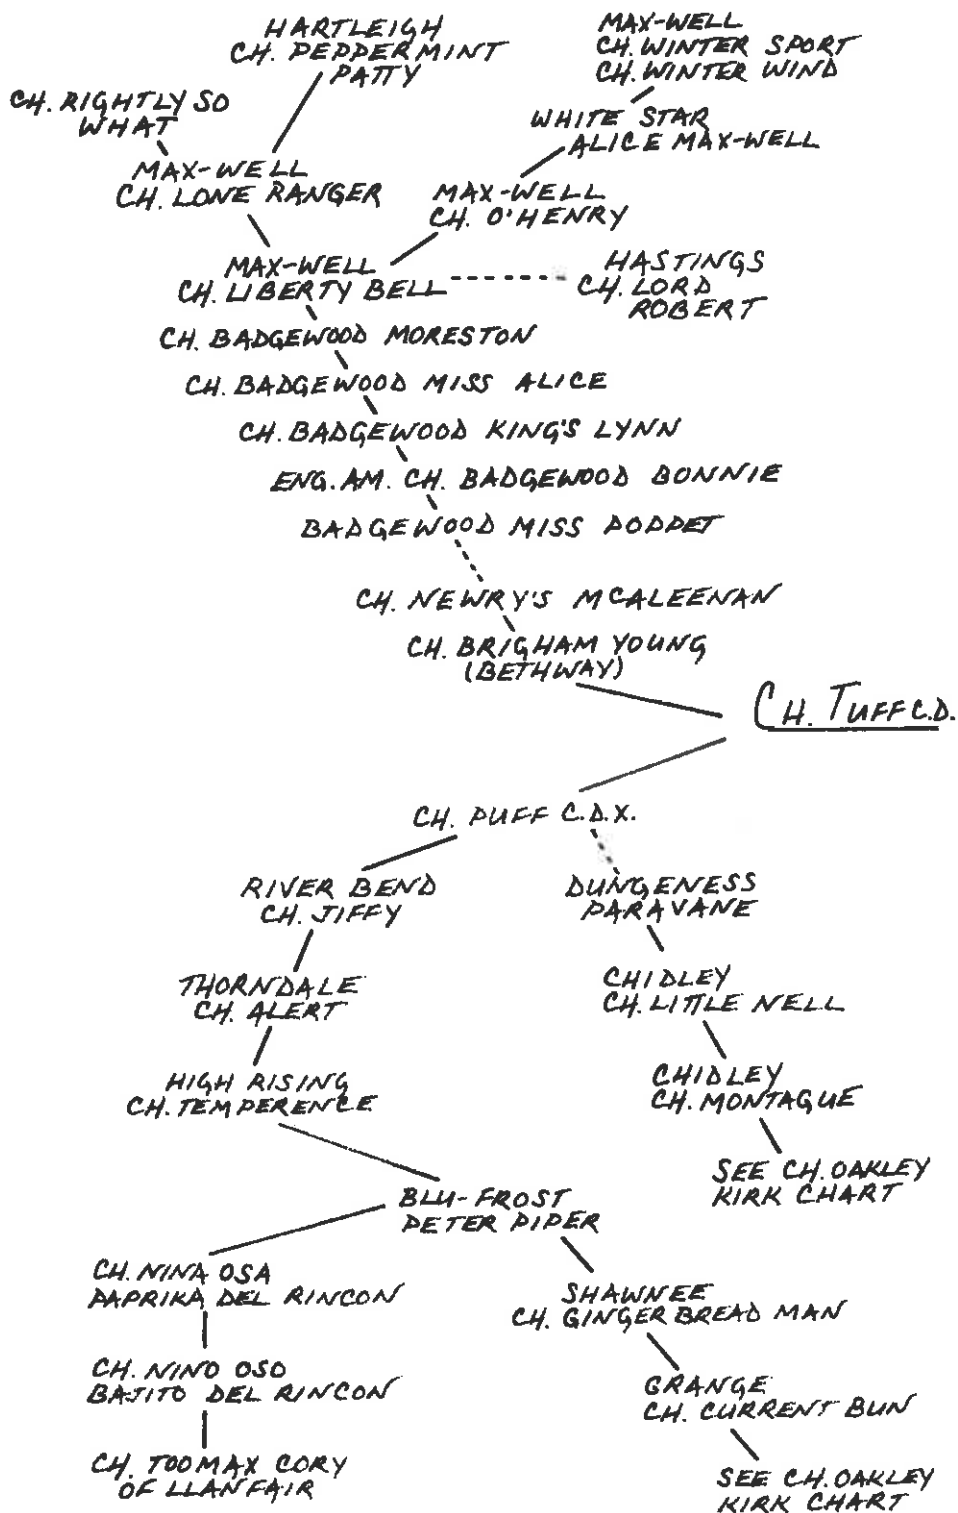 HARTLEIGH
CH. PEPPERMINT
PATTY
MAX-WELL
CH. WINTER SPORT
CH. WINTER WIND
CH. RIGHTLY SO
WHAT
WHITE STAR
ALICE MAX-WELL
MAX-WELL
CH. LONE RANGER
MAX-WELL
CH. O'HENRY
MAX-WELL
CH. LIBERTY BELL
HASTINGS
CH. LORD
ROBERT
CH. BADGEWOOD MORESTON
CH. BADGEWOOD MISS ALICE
CH. BADGEWOOD KING'S LYNN
ENG. AM. CH. BADGEWOOD BONNIE
BADGEWOOD MISS POPPET
CH. NEWRY'S MCALEENAN
CH. BRIGHAM YOUNG
(BETHWAY)
CH. TUFF C.D.
CH. PUFF C.D.X.
RIVER BEND
CH. JIFFY
DUNGENESS
PARAVANE
THORNDALE
CH. ALERT
CHIDLEY
CH. LITTLE NELL
HIGH RISING
CH. TEMPERENCE
CHIDLEY
CH. MONTAGUE
SEE CH. OAKLEY
KIRK CHART
BLU-FROST
PETER PIPER
CH. NINA OSA
PAPRIKA DEL RINCON
SHAWNEE
CH. GINGER BREAD MAN
CH. NINO OSO
BAJITO DEL RINCON
GRANGE
CH. CURRENT BUN
CH. TOOMAX CORY
OF LLANFAIR
SEE CH. OAKLEY
KIRK CHART